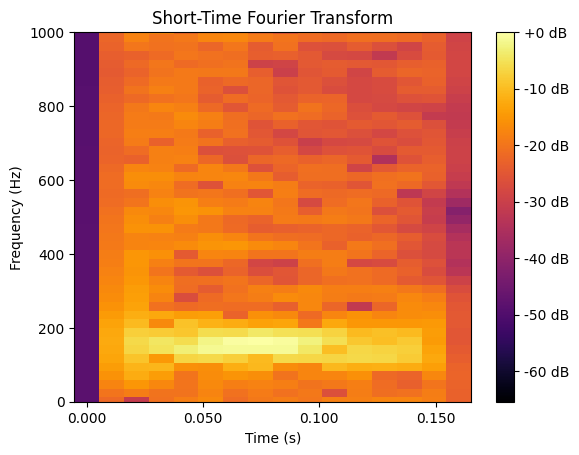 Short-Time Fourier Transform
1000
800
600
400
200
0
Frequency (Hz)
0.000
0.050
0.100
0.150
Time (s)
+0 dB
-10 dB
-20 dB
-30 dB
-40 dB
-50 dB
-60 dB